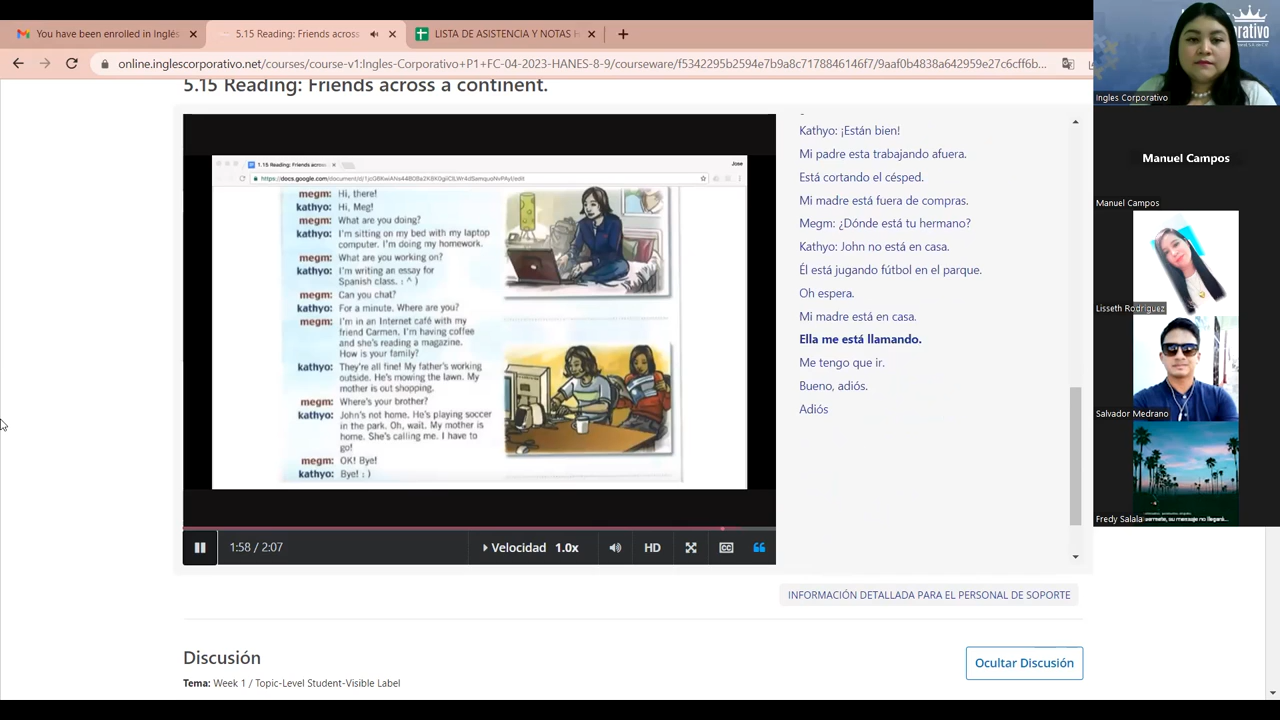 You have been enrolled in Inglés
5.15 Reading: Friends across
LISTA DE ASISTENCIA Y NOTAS H
online.inglescorporativo.net/courses/course-v1:Ingles-Corporativo+P1+FC-04-2023-HANES-8-9/courseware/f5342295b2594e7b9a8c7178846146f7/9aaf0b4838a642959e27c6cff6b...
5.15 Reading: Friends across a continent.
1.15 Reading: Friends across
Jose
megm: Hi, there!
kathyo: Hi, Meg!
megm: What are you doing?
kathyo: I'm sitting on my bed with my laptop
computer. I'm doing my homework.
megm: What are you working on?
kathyo: I'm writing an essay for
Spanish class. : ^ )
megm: Can you chat?
kathyo: For a minute. Where are you?
megm: I'm in an Internet café with my
friend Carmen. I'm having coffee
and she's reading a magazine.
How is your family?
kathyo: They're all fine! My father's working
outside. He's mowing the lawn. My
mother is out shopping.
megm: Where's your brother?
kathyo: John's not home. He's playing soccer
in the park. Oh, wait. My mother is
home. She's calling me. I have to
go!
megm: OK! Bye!
kathyo: Bye! : )
1:58 / 2:07
Velocidad 1.0x
HD
CC
Kathyo: ¡Están bien!
Mi padre esta trabajando afuera.
Está cortando el césped.
Mi madre está fuera de compras.
Megm: ¿Dónde está tu hermano?
Kathyo: John no está en casa.
Él está jugando fútbol en el parque.
Oh espera.
Mi madre está en casa.
Ella me está llamando.
Me tengo que ir.
Bueno, adiós.
Adiós
INFORMACIÓN DETALLADA PARA EL PERSONAL DE SOPORTE
Discusión
Ocultar Discusión
Tema: Week 1 / Topic-Level Student-Visible Label
Ingles Corporativo
Manuel Campos
Manuel Campos
Lisseth Rodriguez
Salvador Medrano
Fredy Salala